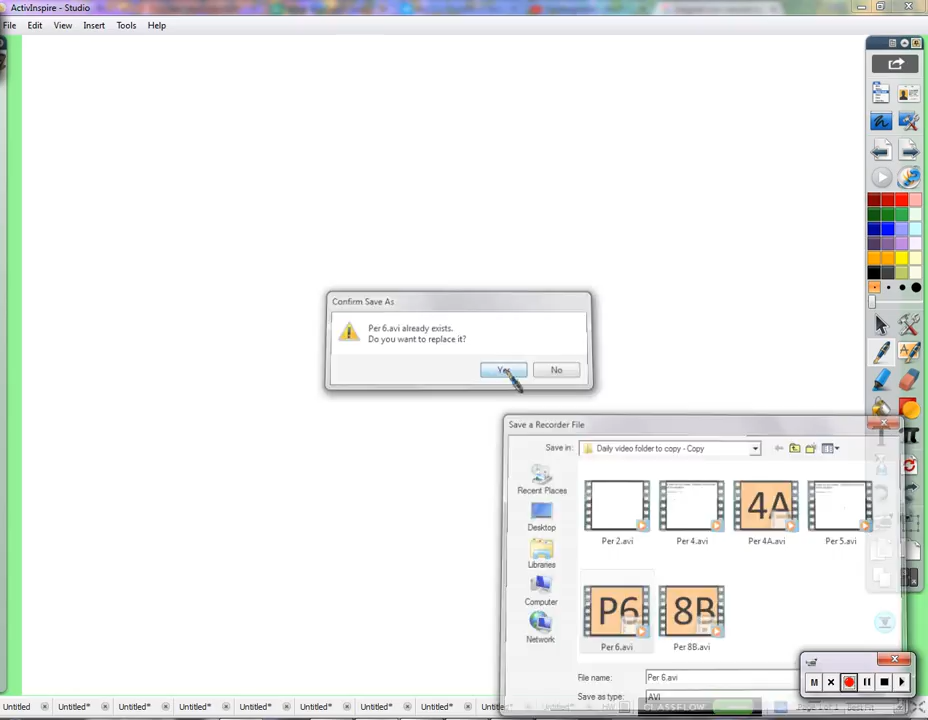 ActivInspire - Studio
File Edit View Insert Tools Help
Confirm Save As
Per 6.avi already exists.
Do you want to replace it?
Yes No
Save a Recorder File
Save in: Daily video folder to copy - Copy
Recent Places
Desktop
Libraries
Computer
Network
4A
Per 2.avi Per 4.avi Per 4A.avi Per 5.avi
P6 8B
Per 6.avi Per 8B.avi
File name: Per 6.avi
Save as type: AVI
Untitled Untitled* Untitled* Untitled* Untitled* Untitled* Untitled* Untitled* HW CLASSFLOW